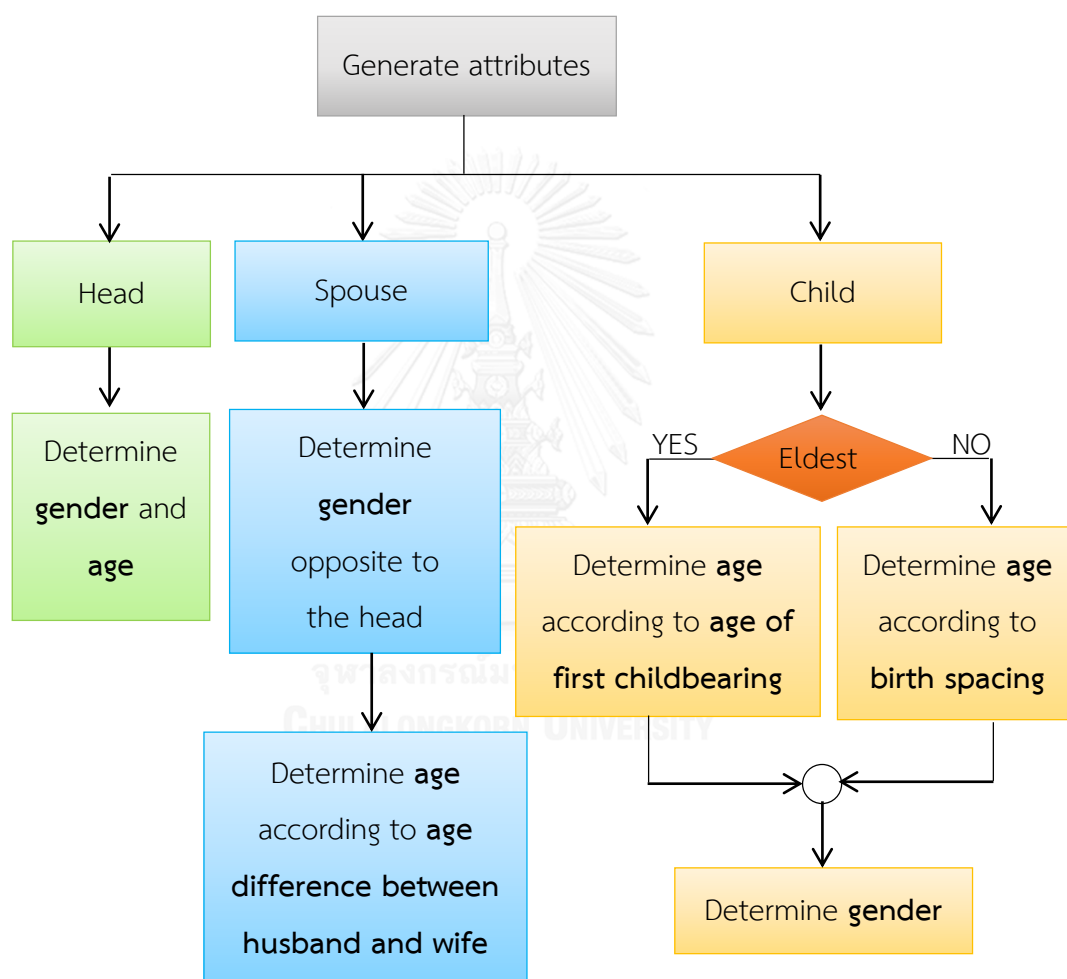 Generate attributes
Head
Spouse
Child
Determine
gender and
age
Determine
gender
opposite to
the head
YES
Eldest
NO
Determine age
according to age of
first childbearing
Determine age
according to
birth spacing
CHULALONGKORN UNIVERSITY
Determine age
according to age
difference between
husband and wife
Determine gender